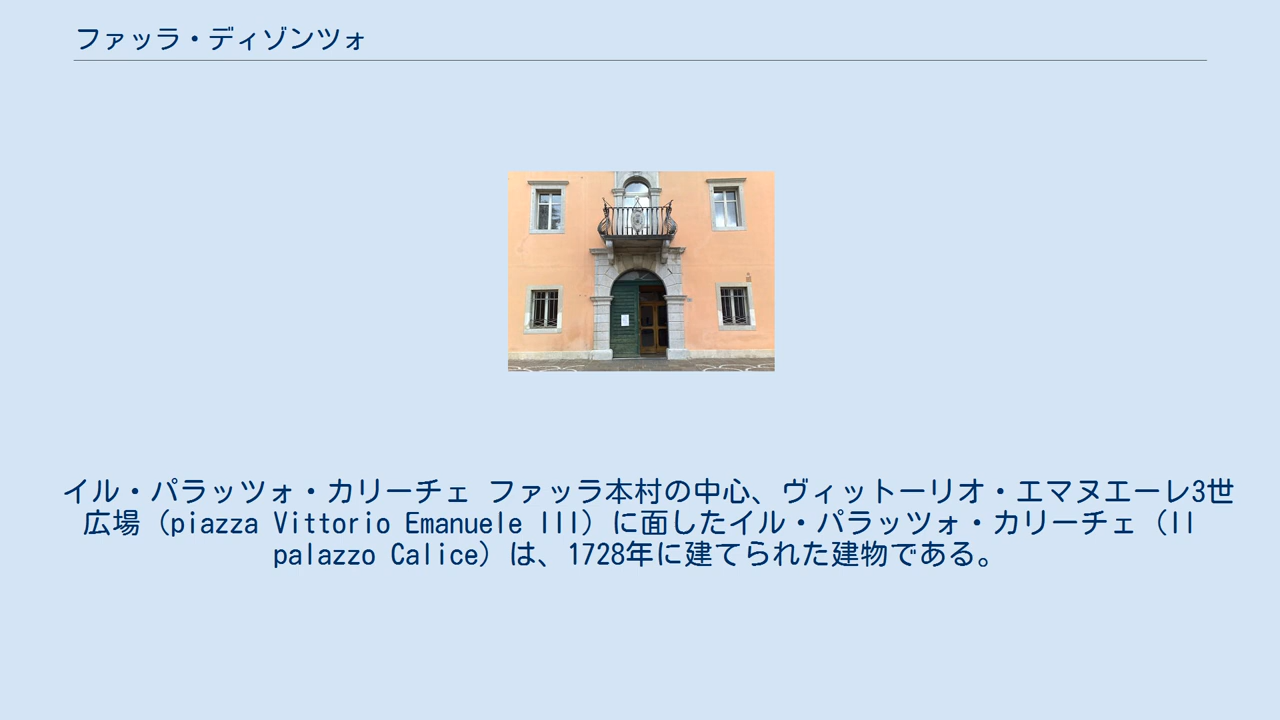 ファッラ・ディゾンツォ
イル・パラッツォ・カリーチェ ファッラ本村の中心、ヴィットーリオ・エマヌエーレ3世
広場（piazza Vittorio Emanuele III）に面したイル・パラッツォ・カリーチェ（Il
palazzo Calice）は、1728年に建てられた建物である。